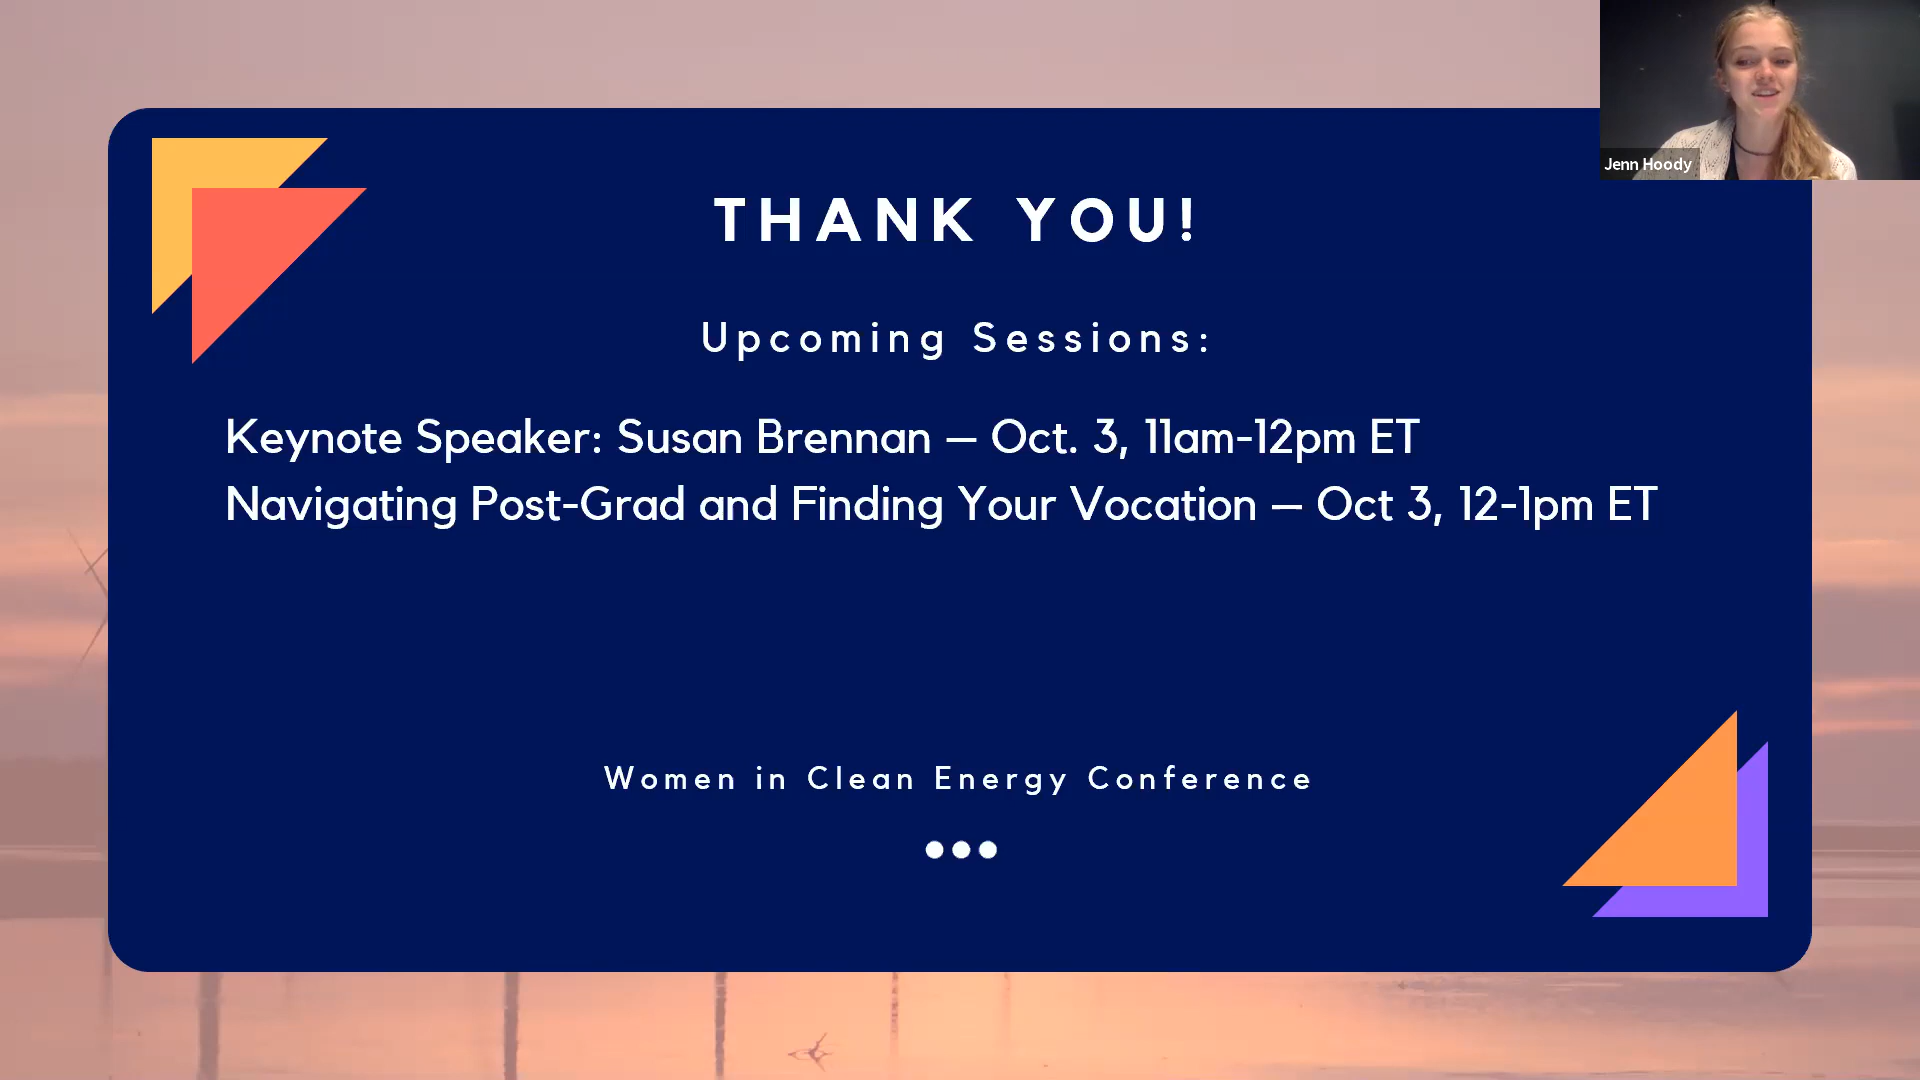 Jenn Hoody
THANK YOU!
Upcoming Sessions:
Keynote Speaker: Susan Brennan — Oct. 3, 11am-12pm ET
Navigating Post-Grad and Finding Your Vocation — Oct 3, 12-1pm ET
Women in Clean Energy Conference